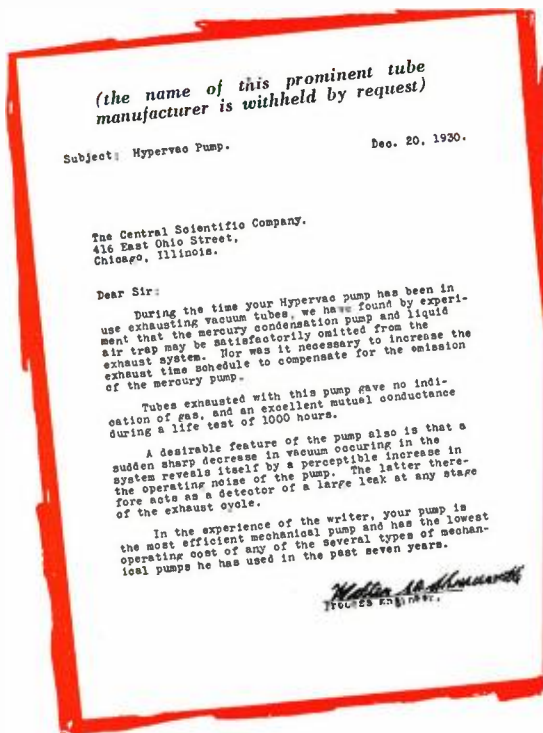 (the name of this prominent tube
manufacturer is withheld by request)
Subject: Hypervac Pump.
Dec. 20, 1930.
The Central Scientific Company.
416 East Ohio Street,
Chicago, Illinois.
Dear Sir:
During the time your Hypervac pump has been in
use exhausting vacuum tubes, we have found by experi-
ment that the mercury condensation pump and liquid
air trap may be satisfactorily omitted from the
exhaust system. Nor was it necessary to increase the
exhaust time schedule to compensate for the emission
of the mercury pump.
Tubes exhausted with this pump gave no indi-
cation of gas, and an excellent mutual conductance
during a life test of 1000 hours.
A desirable feature of the pump also is that a
sudden sharp decrease in vacuum occuring in the
system reveals itself by a perceptible increase in
the operating noise of the pump. The latter there-
fore acts as a detector of a large leak at any stage
of the exhaust cycle.
In the experience of the writer, your pump is
the most efficient mechanical pump and has the lowest
operating cost of any of the several types of mechan-
ical pumps he has used in the past seven years.
Process Engineer.